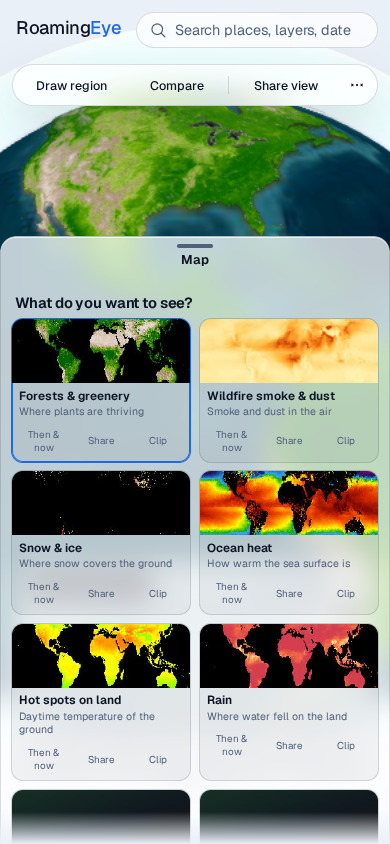 RoamingEye
Search places, layers, date
Draw region
Compare
Share view
···
Map
What do you want to see?
Forests & greenery
Where plants are thriving
Then &
now
Share
Clip
Wildfire smoke & dust
Smoke and dust in the air
Then &
now
Share
Clip
Snow & ice
Where snow covers the ground
Then &
now
Share
Clip
Ocean heat
How warm the sea surface is
Then &
now
Share
Clip
Hot spots on land
Daytime temperature of the
ground
Then &
now
Share
Clip
Rain
Where water fell on the land
Then &
now
Share
Clip